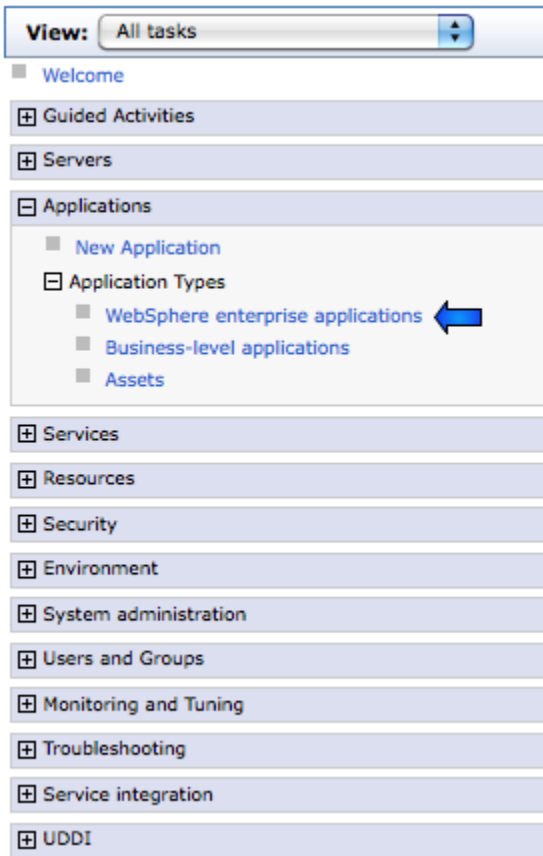 View: All tasks
Welcome
Guided Activities
Servers
Applications
New Application
Application Types
WebSphere enterprise applications
Business-level applications
Assets
Services
Resources
Security
Environment
System administration
Users and Groups
Monitoring and Tuning
Troubleshooting
Service integration
UDDI